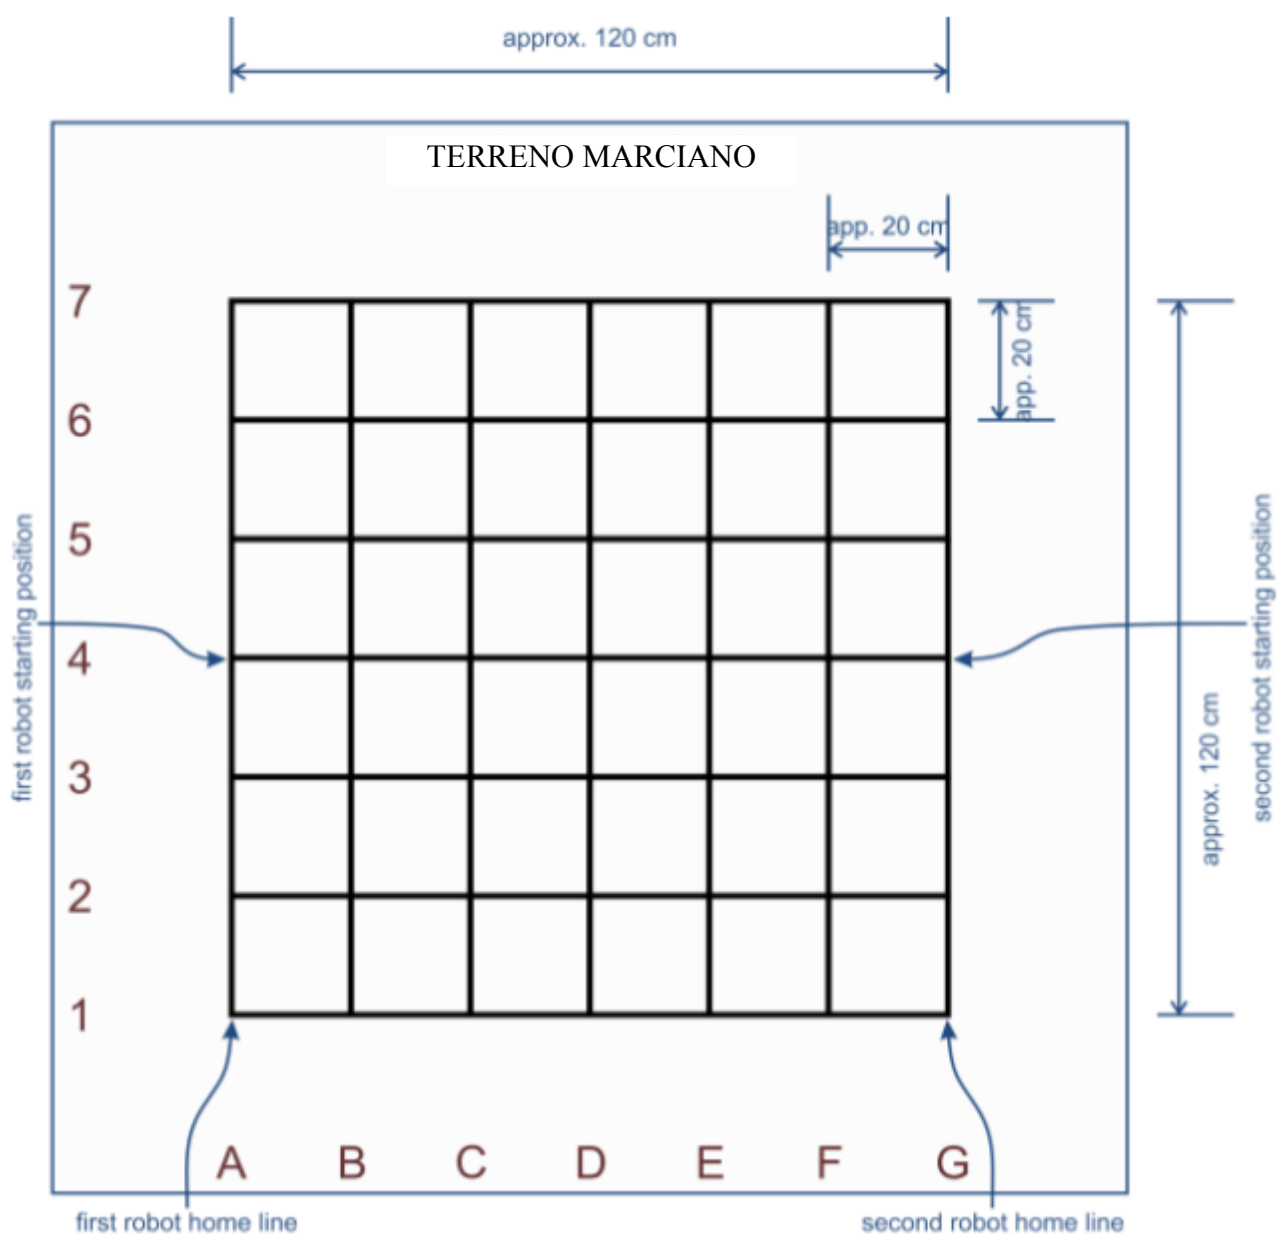 approx. 120 cm
TERRENO MARCIANO
app. 20 cm
7
app. 20 cm
6
5
first robot starting position
second robot starting position
4
approx. 120 cm
3
2
1
A B C D E F G
first robot home line
second robot home line